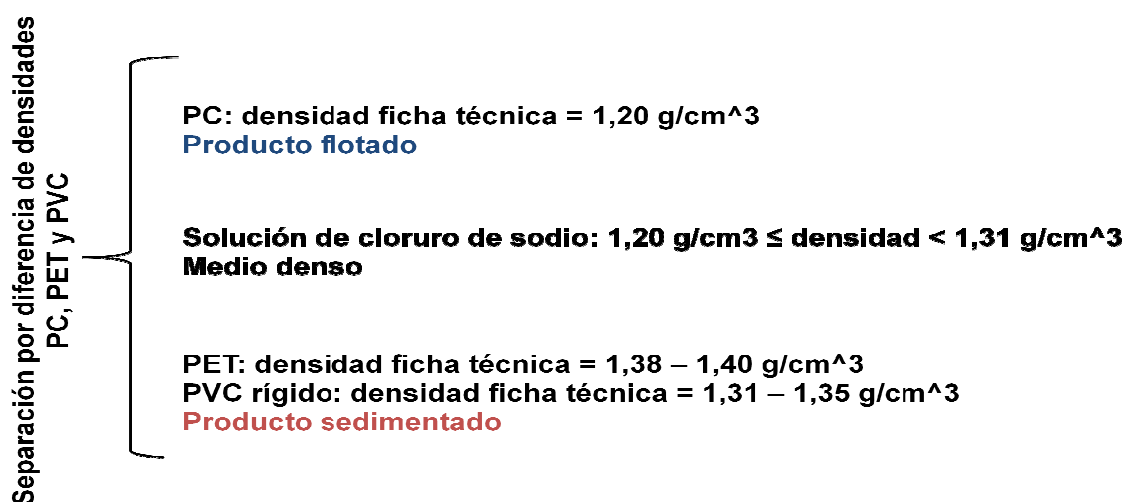 Separación por diferencia de densidades
PC, PET y PVC
PC: densidad ficha técnica = 1,20 g/cm^3
Producto flotado
Solución de cloruro de sodio: 1,20 g/cm3 ≤ densidad < 1,31 g/cm^3
Medio denso
PET: densidad ficha técnica = 1,38 – 1,40 g/cm^3
PVC rígido: densidad ficha técnica = 1,31 – 1,35 g/cm^3
Producto sedimentado